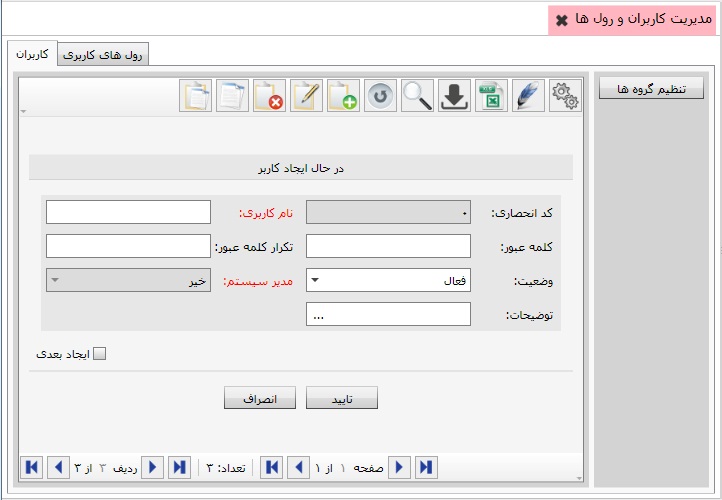 مدیریت کاربران و رول ها
کاربران
رول های کاربری
تنظیم گروه ها
در حال ایجاد کاربر
کد انحصاری: ۰ نام کاربری:
کلمه عبور: تکرار کلمه عبور:
وضعیت: فعال مدیر سیستم: خیر
توضیحات: ...
ایجاد بعدی
تایید انصراف
صفحه ۱ از ۱ تعداد: ۳ ردیف ۳ از ۳